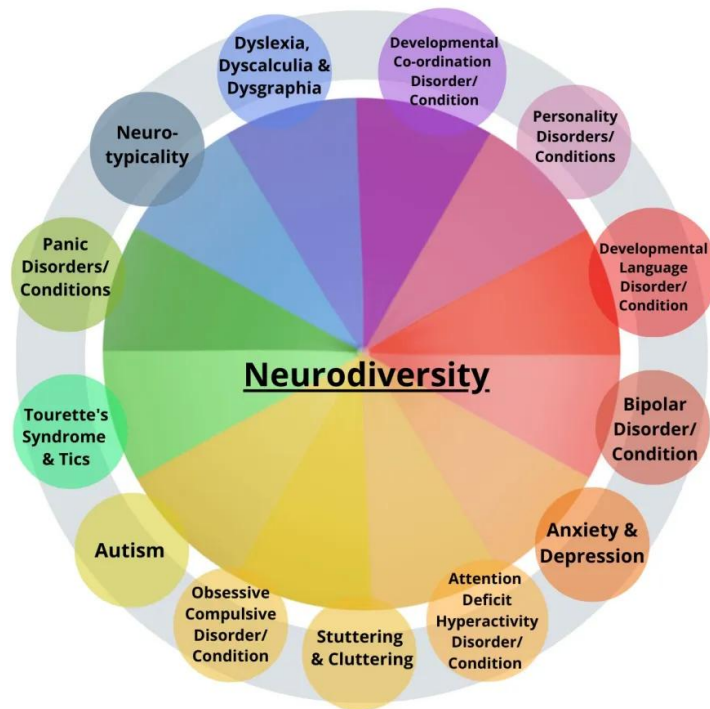 Dyslexia,
Dyscalculia &
Dysgraphia
Developmental
Co-ordination
Disorder/
Condition
Personality
Disorders/
Conditions
Developmental
Language
Disorder/
Condition
Bipolar
Disorder/
Condition
Anxiety &
Depression
Attention
Deficit
Hyperactivity
Disorder/
Condition
Stuttering
& Cluttering
Obsessive
Compulsive
Disorder/
Condition
Autism
Tourette's
Syndrome
& Tics
Panic
Disorders/
Conditions
Neuro-
typicality
Neurodiversity